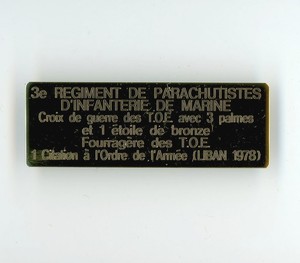 3e REGIMENT DE PARACHUTISTES
D'INFANTERIE DE MARINE
Croix de guerre des T.O.E. avec 3 palmes
et 1 étoile de bronze
Fourragère des T.O.E.
1 Citation à l'Ordre de l'Armée (LIBAN 1978)